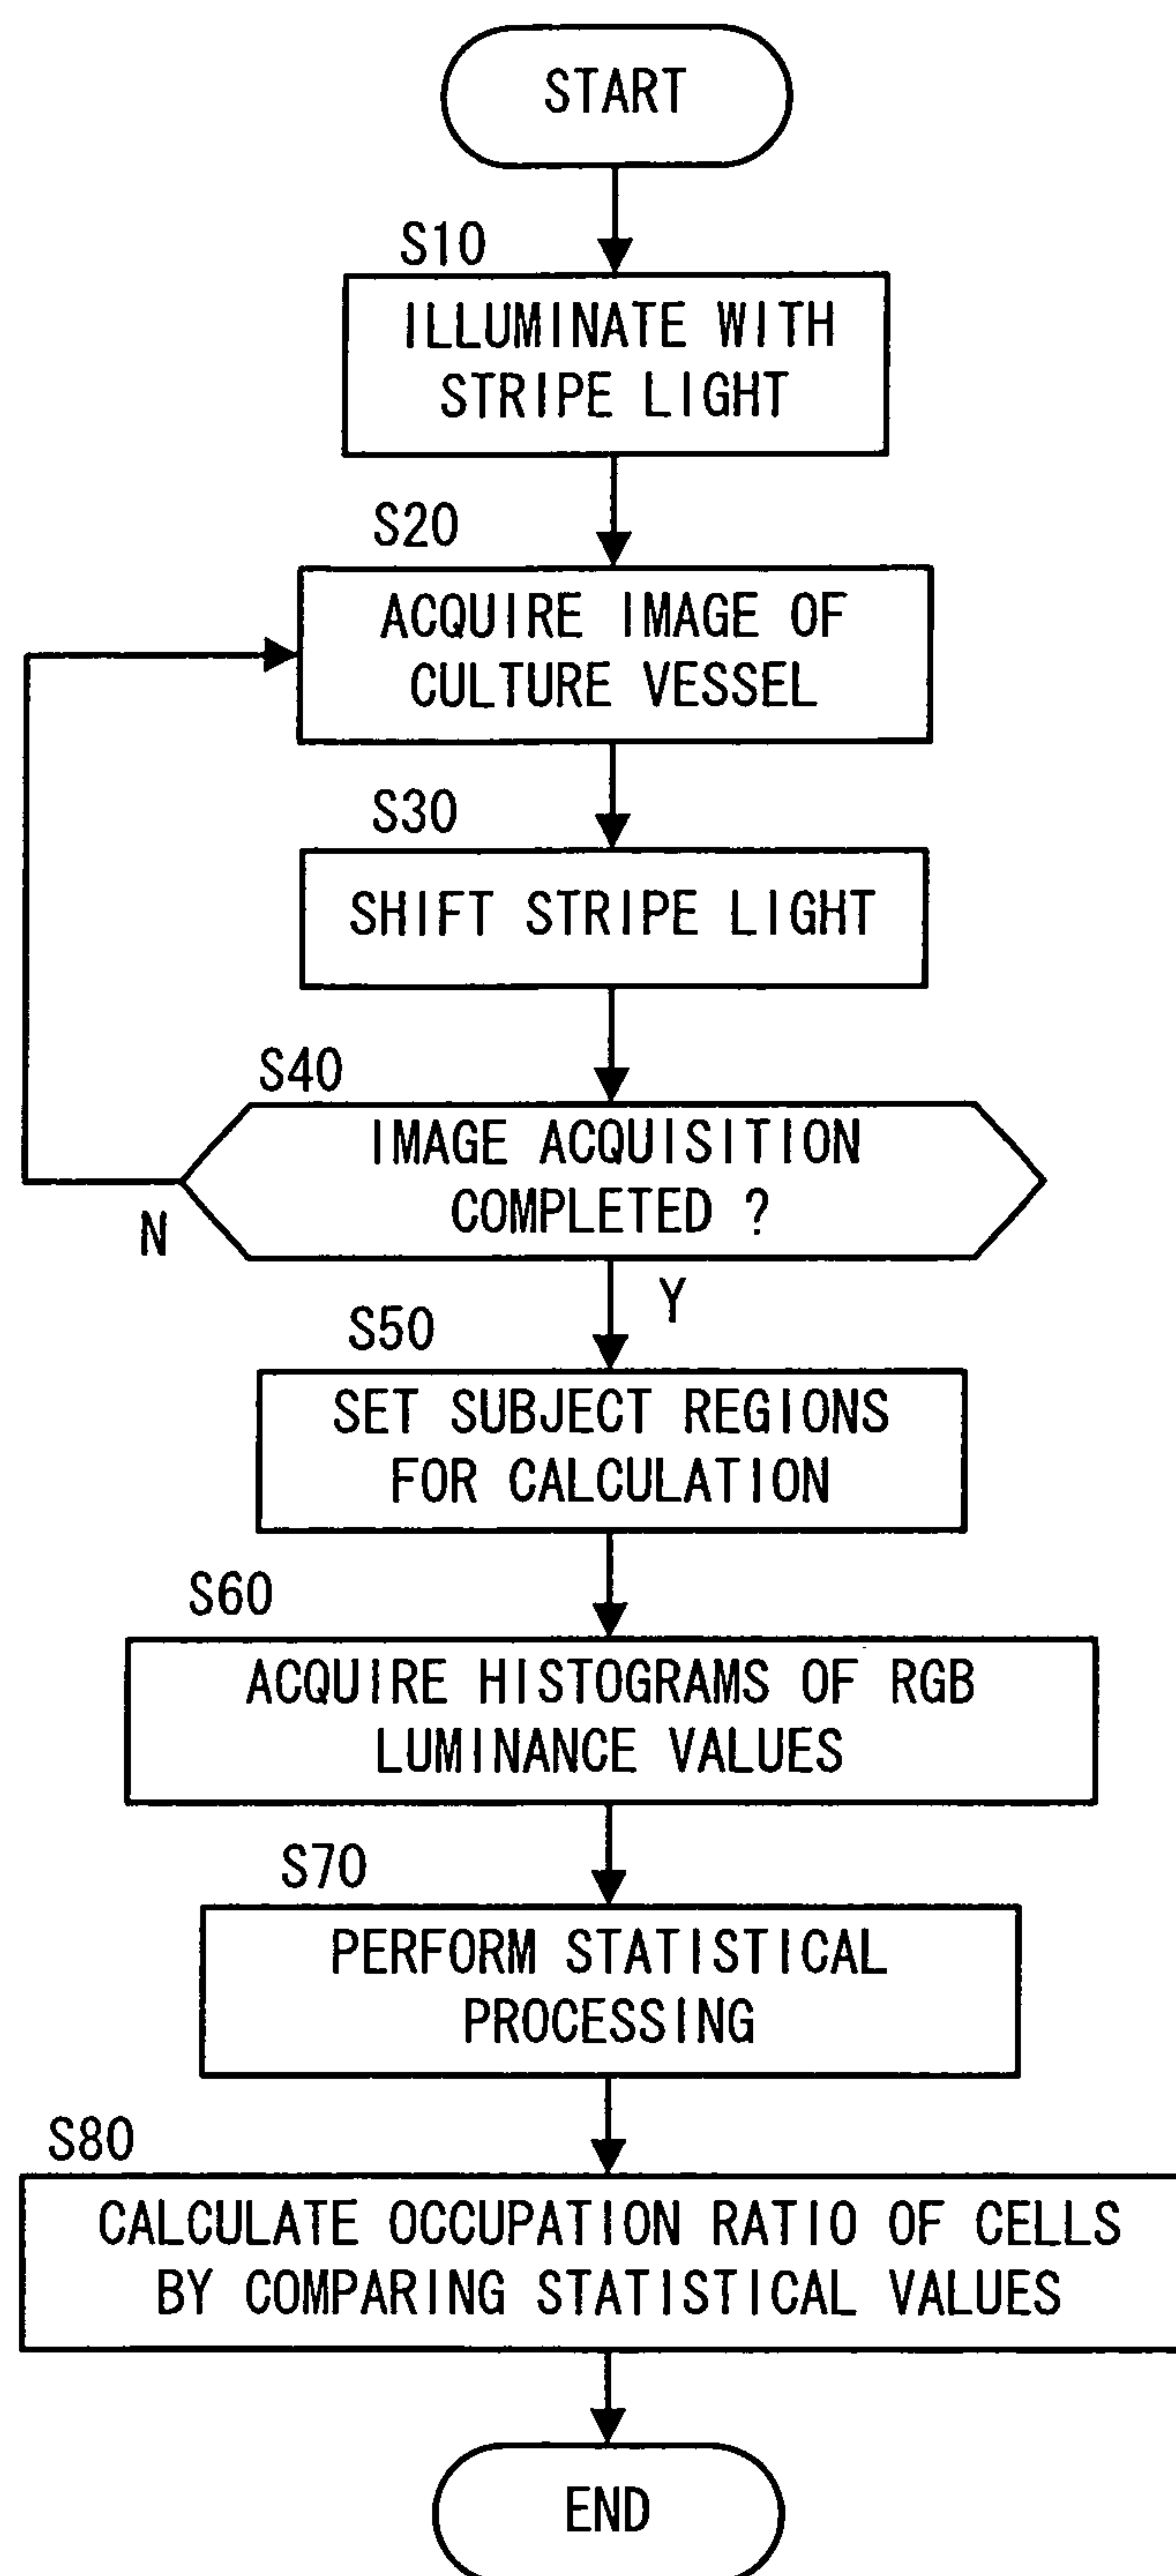 START
S10
ILLUMINATE WITH
STRIPE LIGHT
S20
ACQUIRE IMAGE OF
CULTURE VESSEL
S30
SHIFT STRIPE LIGHT
S40
IMAGE ACQUISITION
COMPLETED ?
N
Y
S50
SET SUBJECT REGIONS
FOR CALCULATION
S60
ACQUIRE HISTOGRAMS OF RGB
LUMINANCE VALUES
S70
PERFORM STATISTICAL
PROCESSING
S80
CALCULATE OCCUPATION RATIO OF CELLS
BY COMPARING STATISTICAL VALUES
END